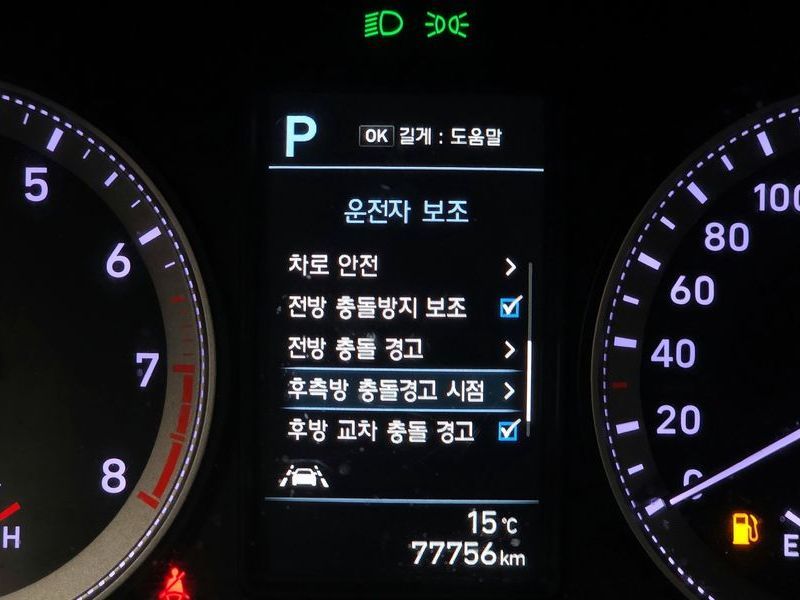 P
OK 길게 : 도움말
운전자 보조
차로 안전
전방 충돌방지 보조
전방 충돌 경고
후측방 충돌경고 시점
후방 교차 충돌 경고
15℃
77756km
5
6
7
8
H
100
80
60
40
20
0
E